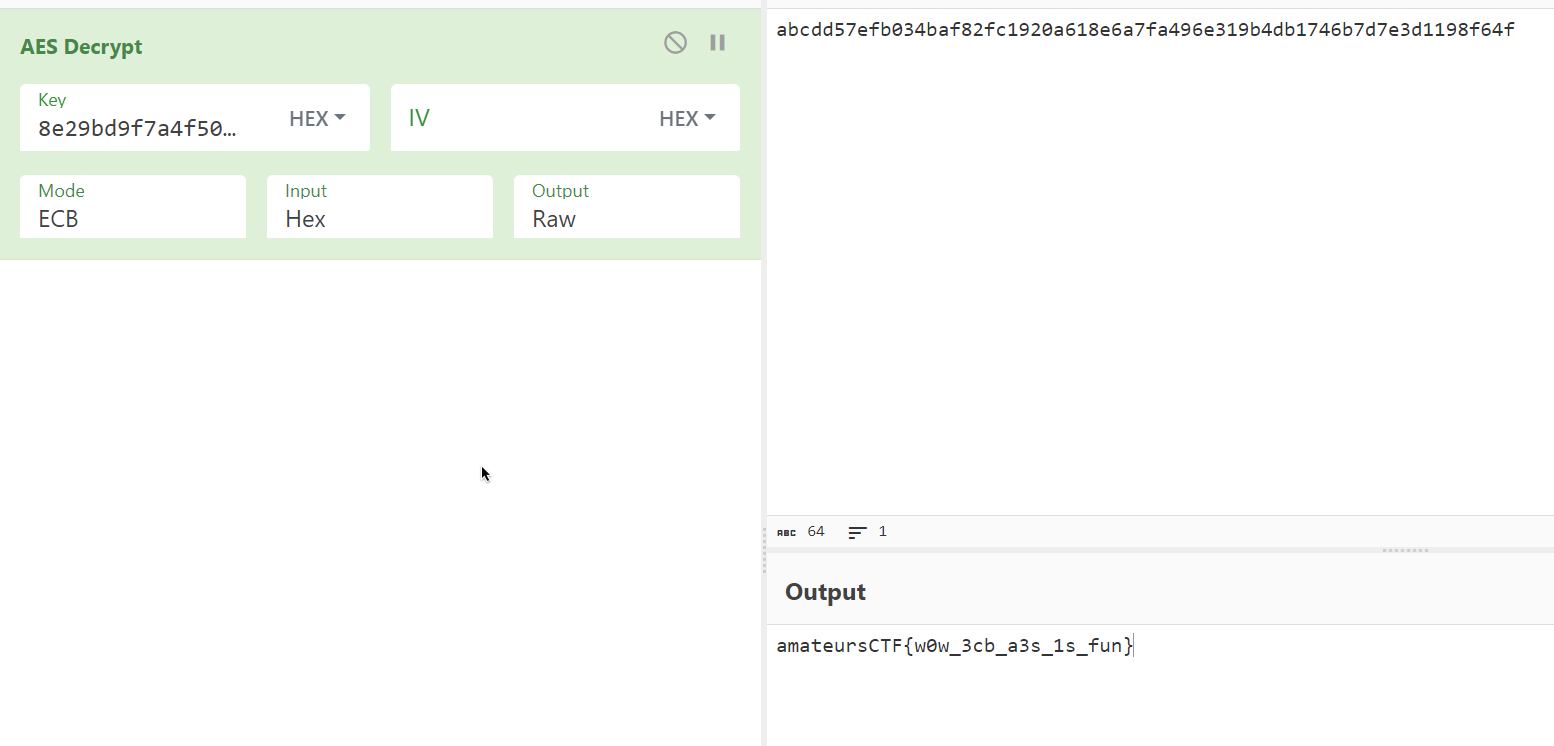 AES Decrypt
Key
8e29bd9f7a4f50…
HEX
IV
HEX
Mode
ECB
Input
Hex
Output
Raw
abcdd57efb034baf82fc1920a618e6a7fa496e319b4db1746b7d7e3d1198f64f
ABC 64 1
Output
amateursCTF{w0w_3cb_a3s_1s_fun}